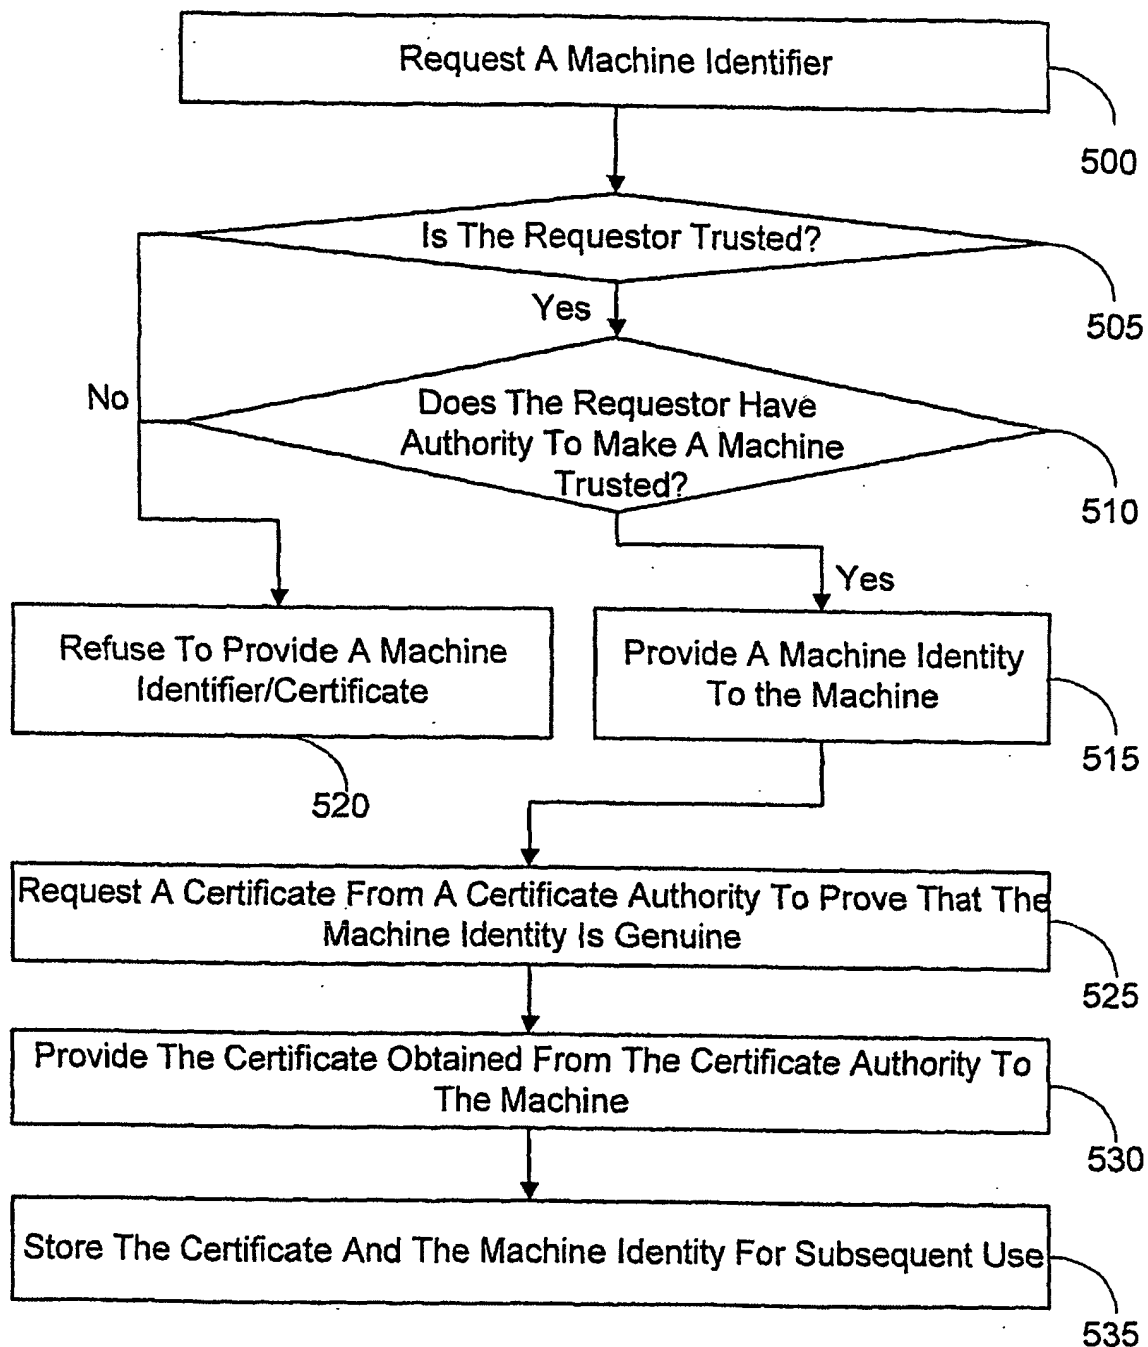 Request A Machine Identifier
500
Is The Requestor Trusted?
505
Yes
No
Does The Requestor Have
Authority To Make A Machine
Trusted?
510
Yes
Refuse To Provide A Machine
Identifier/Certificate
520
Provide A Machine Identity
To the Machine
515
Request A Certificate From A Certificate Authority To Prove That The
Machine Identity Is Genuine
525
Provide The Certificate Obtained From The Certificate Authority To
The Machine
530
Store The Certificate And The Machine Identity For Subsequent Use
535